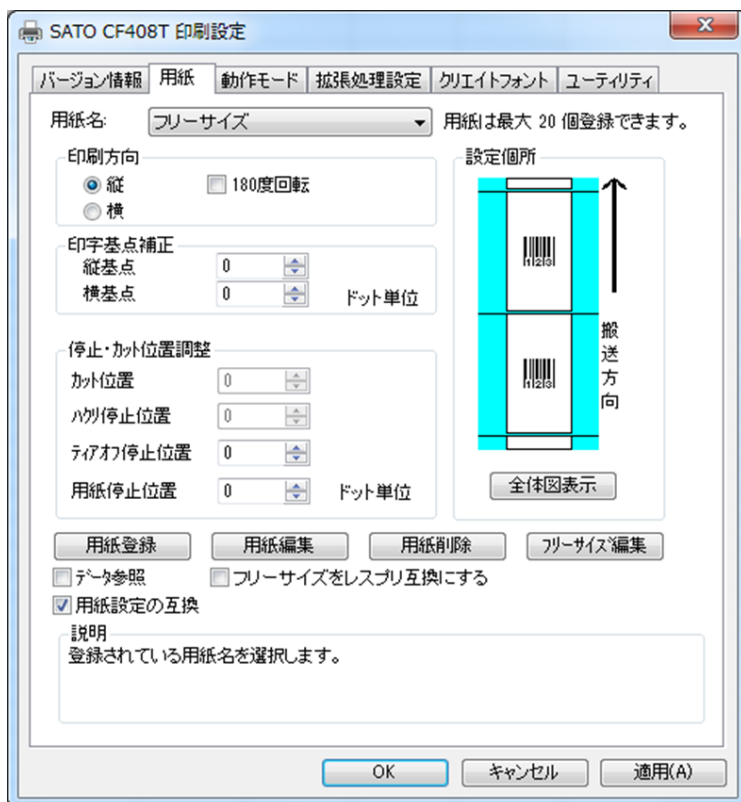 SATO CF408T 印刷設定
バージョン情報 用紙 動作モード 拡張処理設定 クリエイトフォント ユーティリティ
用紙名: フリーサイズ 用紙は最大 20 個登録できます。
印刷方向
縦 180度回転
横
印字基点補正
縦基点 0
横基点 0 ドット単位
停止・カット位置調整
カット位置 0
ハクリ停止位置 0
ティアオフ停止位置 0
用紙停止位置 0 ドット単位
設定個所
123
123
搬送方向
全体図表示
用紙登録 用紙編集 用紙削除 フリーサイズ編集
データ参照 フリーサイズをレスプリ互換にする
用紙設定の互換
説明
登録されている用紙名を選択します。
OK キャンセル 適用(A)